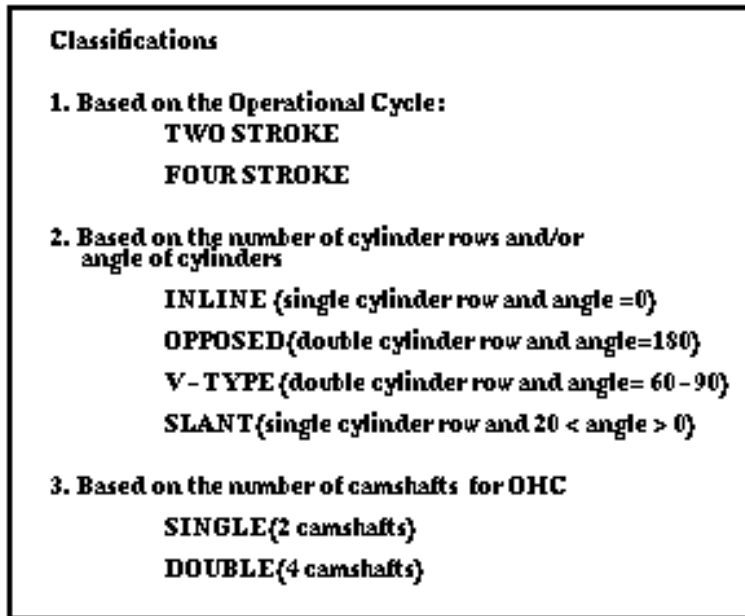 Classifications
1. Based on the Operational Cycle:
TWO STROKE
FOUR STROKE
2. Based on the number of cylinder rows and/or
angle of cylinders
INLINE (single cylinder row and angle =0)
OPPOSED(double cylinder row and angle=180)
V-TYPE (double cylinder row and angle= 60-90)
SLANT(single cylinder row and 20 < angle > 0)
3. Based on the number of camshafts for OHC
SINGLE(2 camshafts)
DOUBLE(4 camshafts)